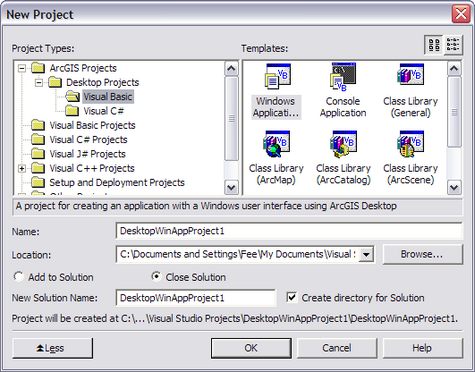 New Project
Project Types:
Templates:
ArcGIS Projects
Desktop Projects
Visual Basic
Visual C#
Visual Basic Projects
Visual C# Projects
Visual J# Projects
Visual C++ Projects
Setup and Deployment Projects
Windows Applicati...
Console Application
Class Library (General)
Class Library (ArcMap)
Class Library (ArcCatalog)
Class Library (ArcScene)
A project for creating an application with a Windows user interface using ArcGIS Desktop
Name:
DesktopWinAppProject1
Location:
C:\Documents and Settings\Fee\My Documents\Visual S
Browse...
Add to Solution
Close Solution
New Solution Name:
DesktopWinAppProject1
Create directory for Solution
Project will be created at C:\...\Visual Studio Projects\DesktopWinAppProject1\DesktopWinAppProject1.
Less
OK
Cancel
Help